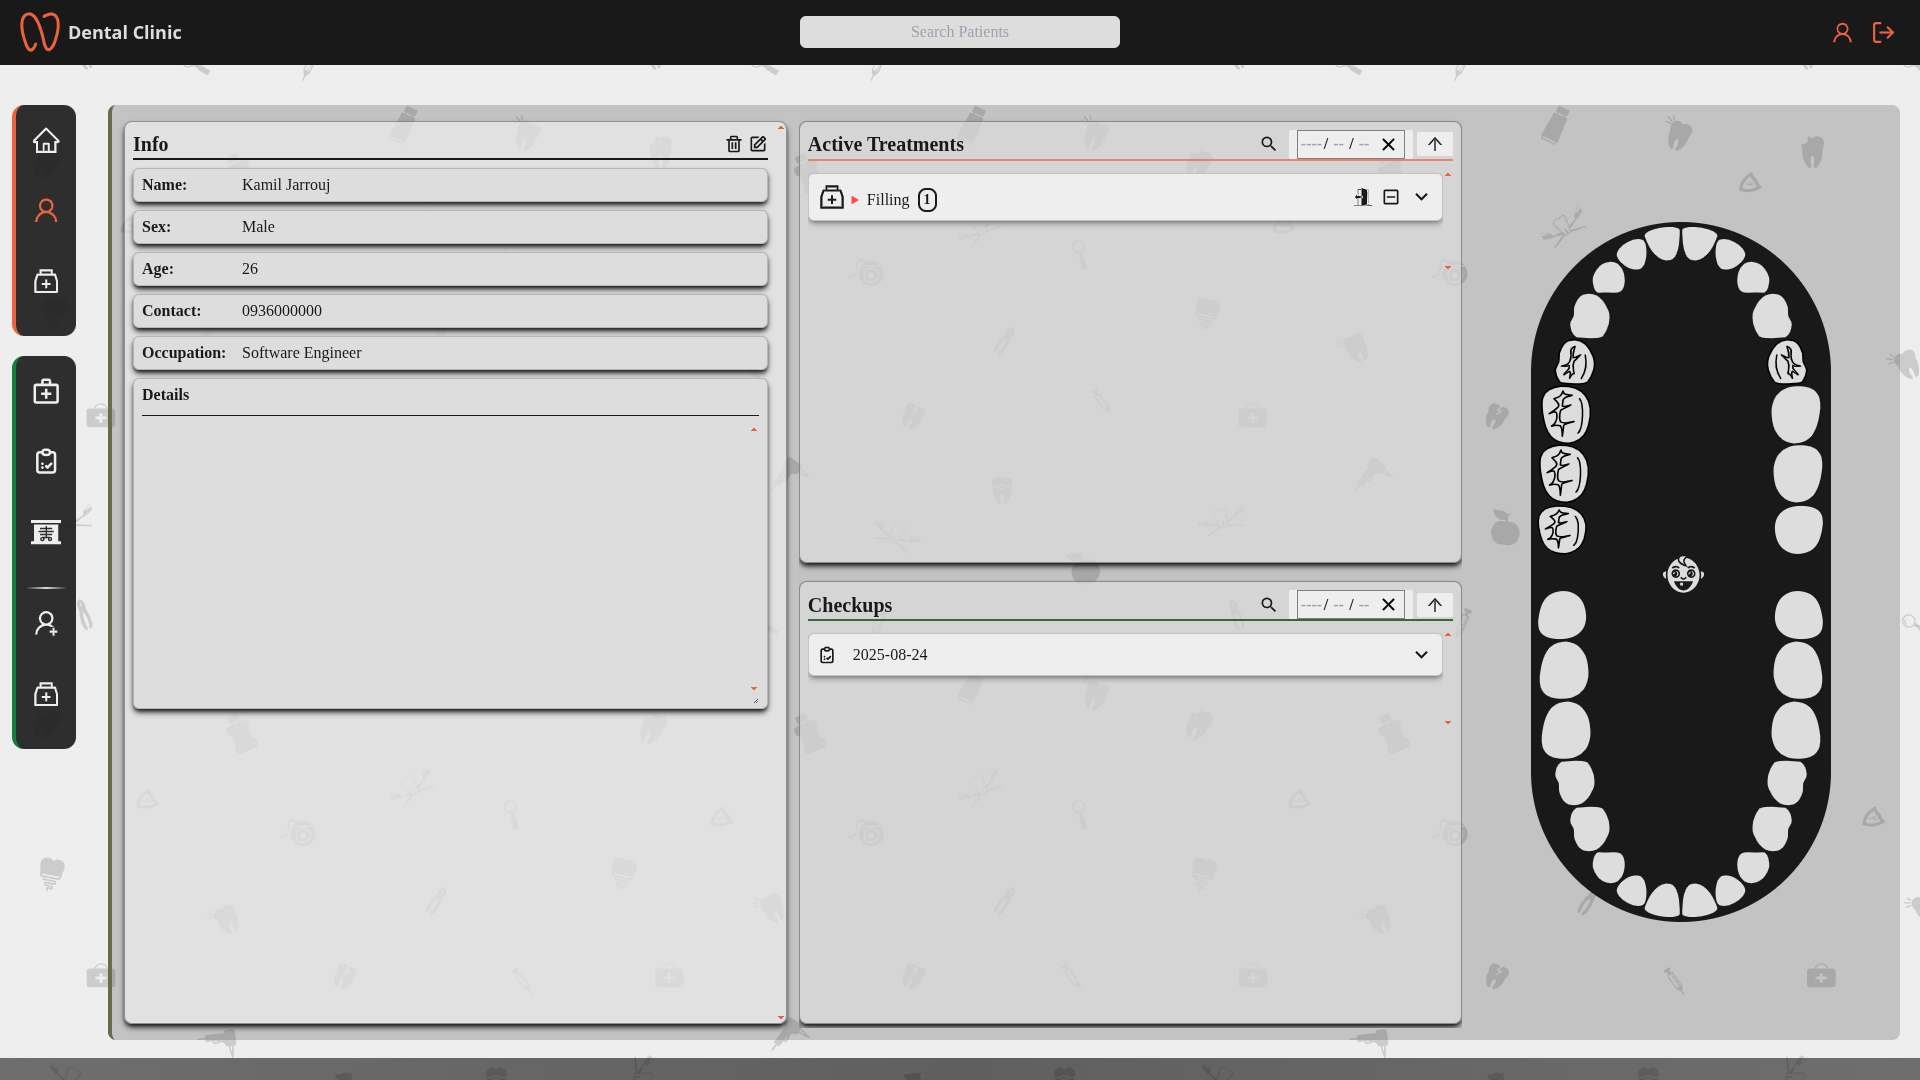 Dental Clinic
Search Patients
Info
Name: Kamil Jarrouj
Sex: Male
Age: 26
Contact: 0936000000
Occupation: Software Engineer
Details
Active Treatments
----/ -- / --
Filling 1
Checkups
----/ -- / --
2025-08-24